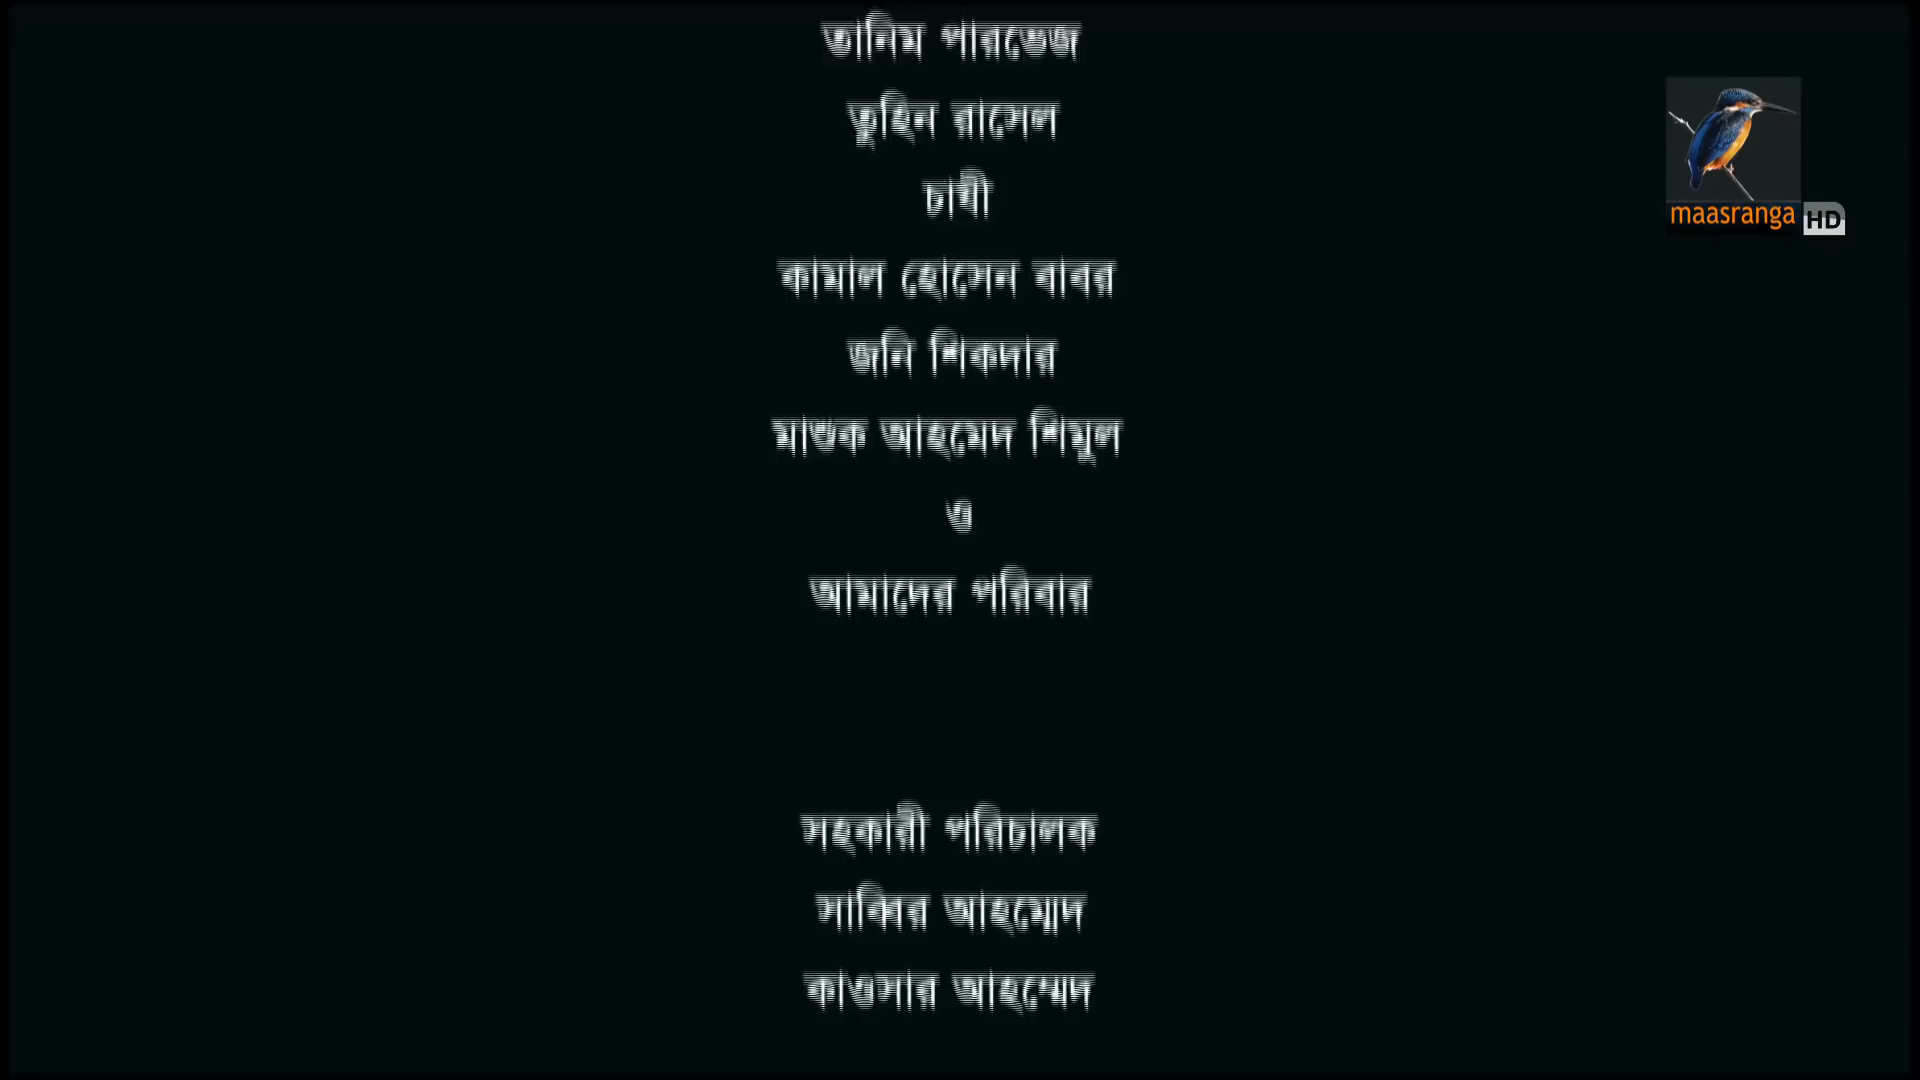 তানিম পারভেজ
তুহিন রাসেল
চাষী
কামাল হোসেন বাবর
জনি শিকদার
মাশুক আহমেদ শিমুল
ও
আমাদের পরিবার
সহকারী পরিচালক
সাব্বির আহম্মেদ
কাওসার আহম্মেদ
maasranga HD